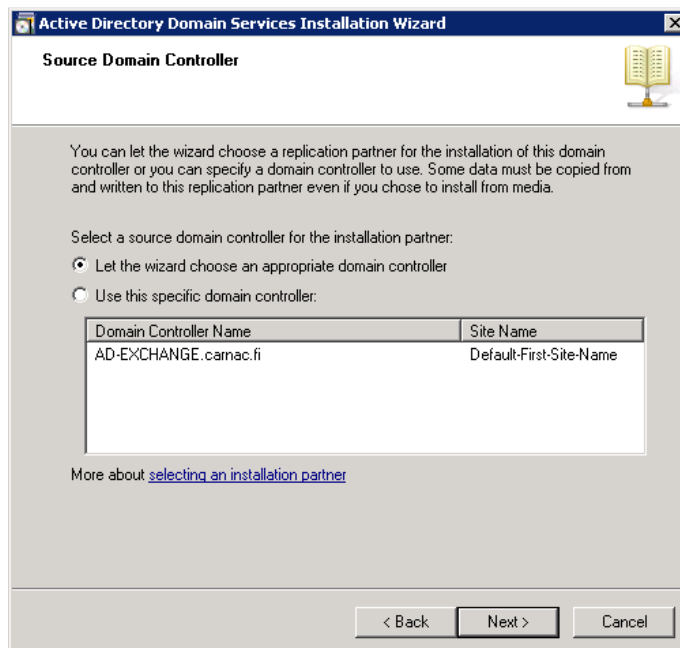 Active Directory Domain Services Installation Wizard
Source Domain Controller
You can let the wizard choose a replication partner for the installation of this domain
controller or you can specify a domain controller to use. Some data must be copied from
and written to this replication partner even if you chose to install from media.
Select a source domain controller for the installation partner:
Let the wizard choose an appropriate domain controller
Use this specific domain controller:
Domain Controller Name Site Name
AD-EXCHANGE.carnac.fi Default-First-Site-Name
More about selecting an installation partner
< Back Next > Cancel